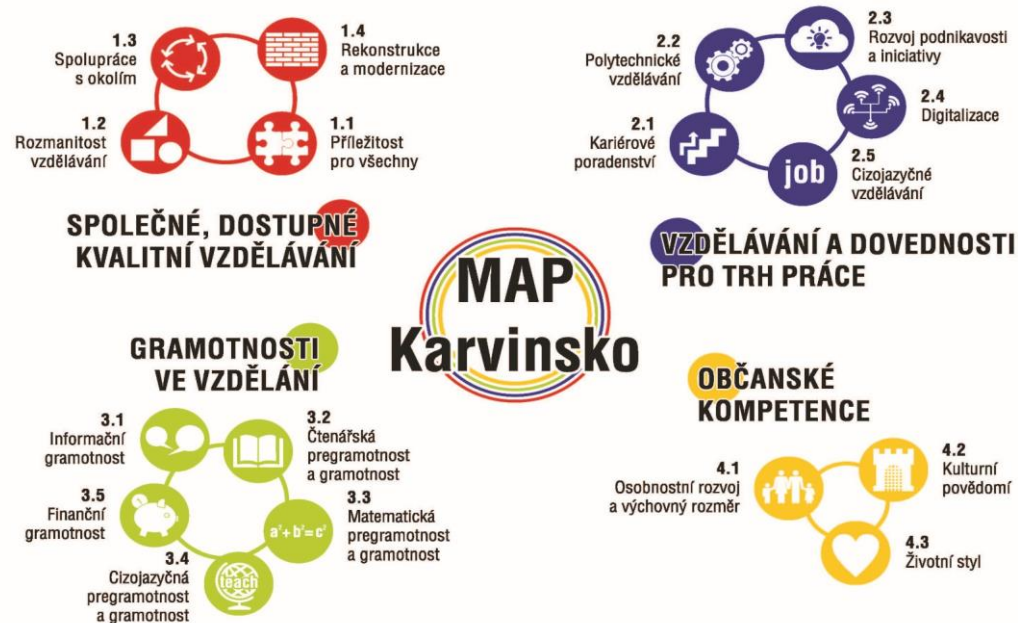 1.3
Spolupráce
s okolím
1.4
Rekonstrukce
a modernizace
1.2
Rozmanitost
vzdělávání
1.1
Příležitost
pro všechny
SPOLEČNÉ, DOSTUPNÉ
KVALITNÍ VZDĚLÁVÁNÍ
2.2
Polytechnické
vzdělávání
2.3
Rozvoj podnikavosti
a iniciativy
2.4
Digitalizace
2.1
Kariérové
poradenství
job
2.5
Cizojazyčné
vzdělávání
VZDĚLÁVÁNÍ A DOVEDNOSTI
PRO TRH PRÁCE
MAP
Karvinsko
GRAMOTNOSTI
VE VZDĚLÁNÍ
3.1
Informační
gramotnost
3.2
Čtenářská
pregramotnost
a gramotnost
3.5
Finanční
gramotnost
a²+b²=c²
3.3
Matematická
pregramotnost
a gramotnost
3.4
Cizojazyčná
pregramotnost
a gramotnost
teach
OBČANSKÉ
KOMPETENCE
4.1
Osobnostní rozvoj
a výchovný rozměr
4.2
Kulturní
povědomí
4.3
Životní styl